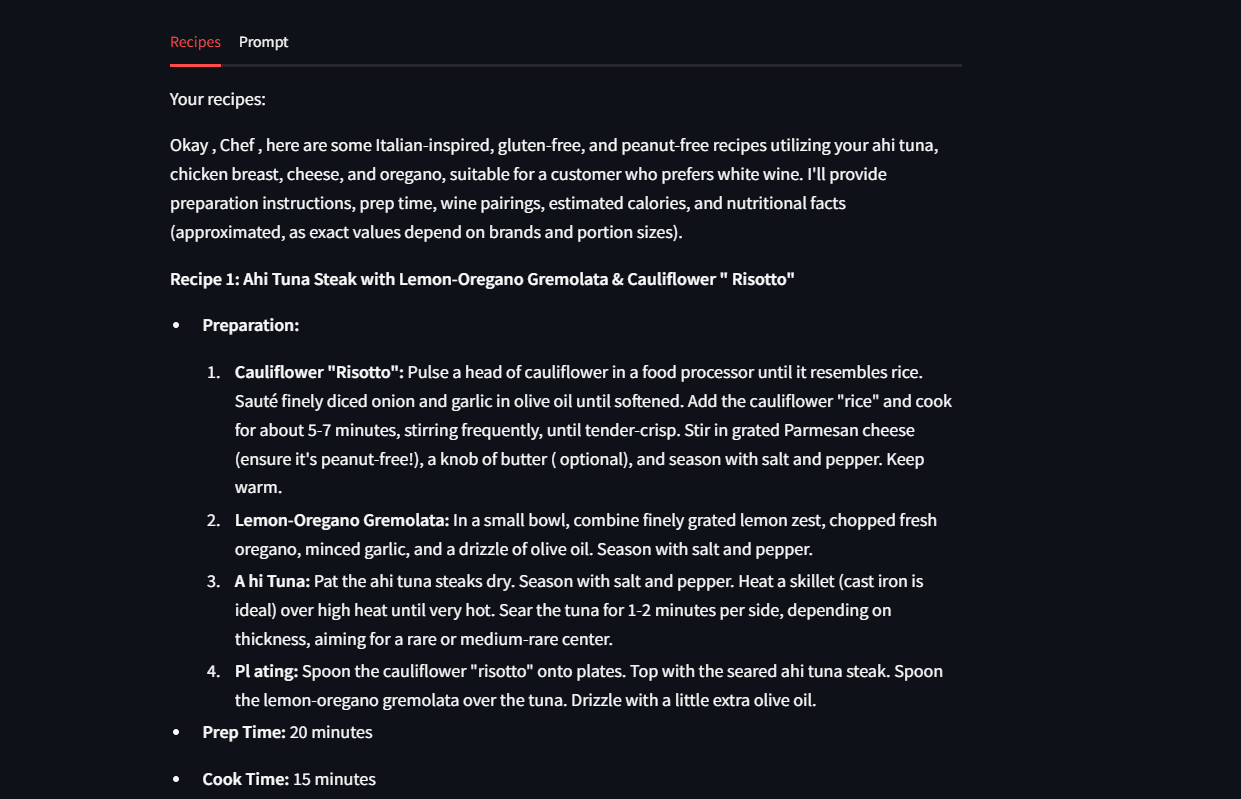 Recipes Prompt
Your recipes:
Okay , Chef , here are some Italian-inspired, gluten-free, and peanut-free recipes utilizing your ahi tuna,
chicken breast, cheese, and oregano, suitable for a customer who prefers white wine. I'll provide
preparation instructions, prep time, wine pairings, estimated calories, and nutritional facts
(approximated, as exact values depend on brands and portion sizes).
Recipe 1: Ahi Tuna Steak with Lemon-Oregano Gremolata & Cauliflower " Risotto"
• Preparation:
1. Cauliflower "Risotto": Pulse a head of cauliflower in a food processor until it resembles rice.
Sauté finely diced onion and garlic in olive oil until softened. Add the cauliflower "rice" and cook
for about 5-7 minutes, stirring frequently, until tender-crisp. Stir in grated Parmesan cheese
(ensure it's peanut-free!), a knob of butter ( optional), and season with salt and pepper. Keep
warm.
2. Lemon-Oregano Gremolata: In a small bowl, combine finely grated lemon zest, chopped fresh
oregano, minced garlic, and a drizzle of olive oil. Season with salt and pepper.
3. A hi Tuna: Pat the ahi tuna steaks dry. Season with salt and pepper. Heat a skillet (cast iron is
ideal) over high heat until very hot. Sear the tuna for 1-2 minutes per side, depending on
thickness, aiming for a rare or medium-rare center.
4. Pl ating: Spoon the cauliflower "risotto" onto plates. Top with the seared ahi tuna steak. Spoon
the lemon-oregano gremolata over the tuna. Drizzle with a little extra olive oil.
• Prep Time: 20 minutes
• Cook Time: 15 minutes